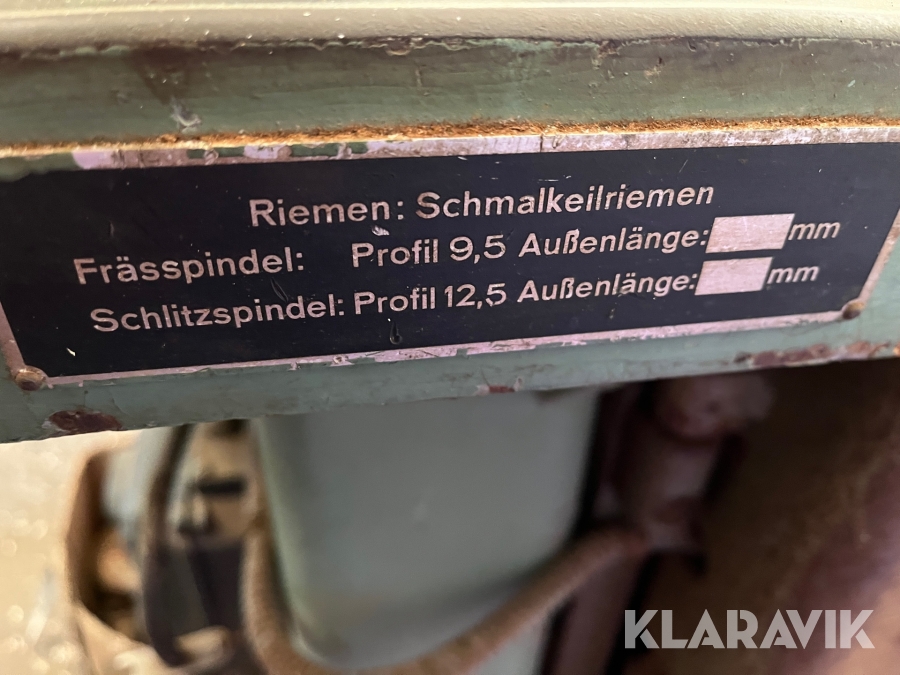 Riemen: Schmalkeilriemen
Frässpindel: Profil 9,5 Außenlänge: mm
Schlitzspindel: Profil 12,5 Außenlänge: mm
KLARAVIK